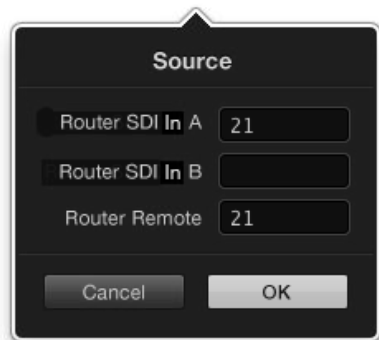 Source
Router SDI In A 21
Router SDI In B
Router Remote 21
Cancel OK